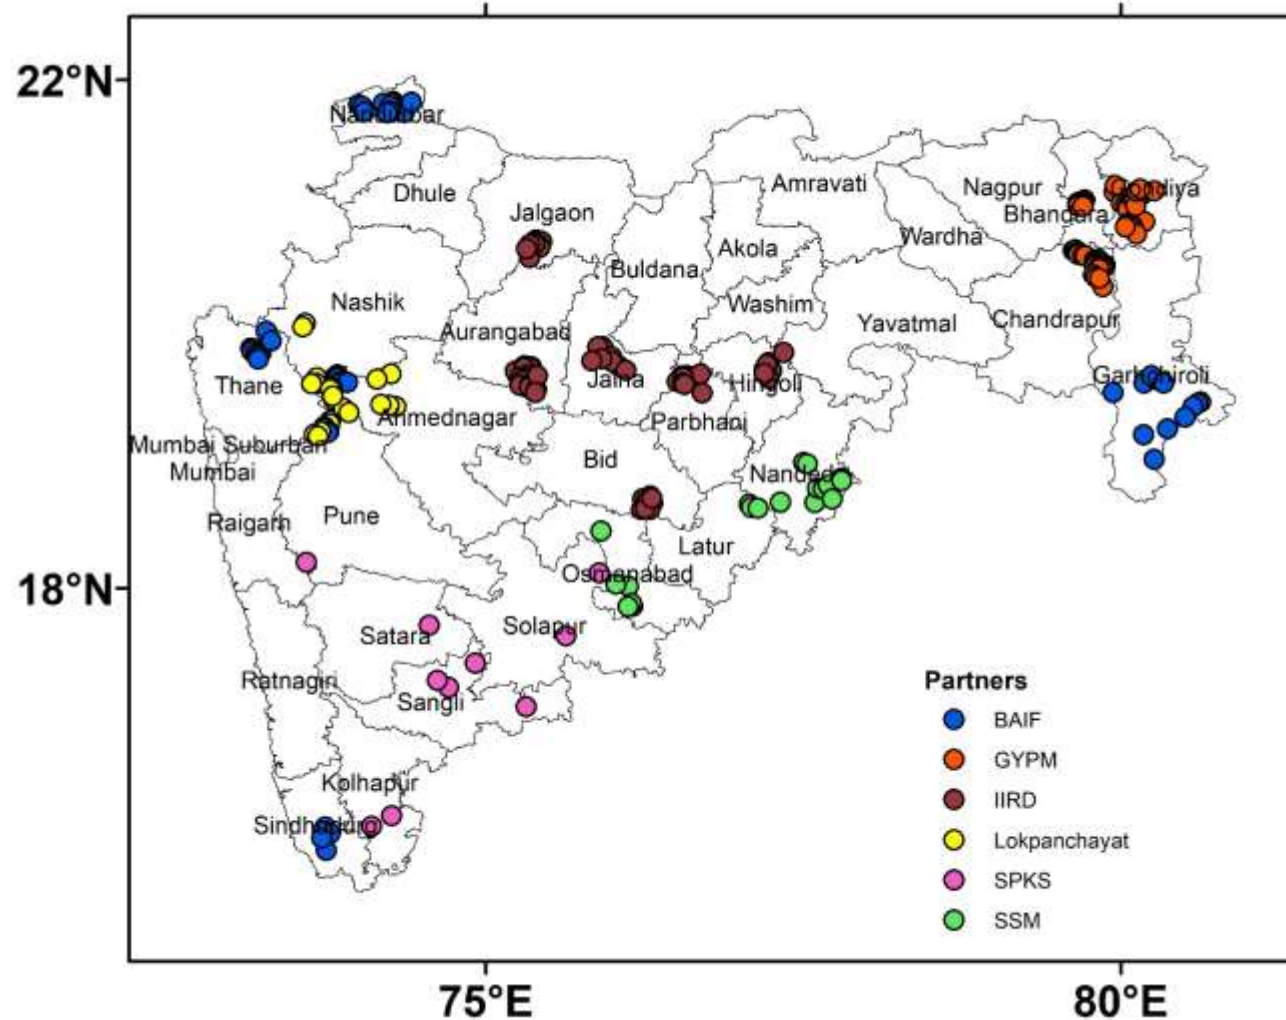 22°N
Nandurbar
Dhule
Jalgaon
Amravati
Nagpur
Gondiya
Bhandara
Akola
Wardha
Buldana
Nashik
Washim
Aurangabad
Yavatmal
Chandrapur
Thane
Jalna
Hingoli
Garhchiroli
Ahmednagar
Parbhani
Mumbai Suburban
Mumbai
Bid
Nanded
Raigarh
Pune
Latur
18°N
Osmanabad
Satara
Solapur
Ratnagiri
Sangli
Kolhapur
Sindhudurg
Partners
BAIF
GYPM
IIRD
Lokpanchayat
SPKS
SSM
75°E
80°E